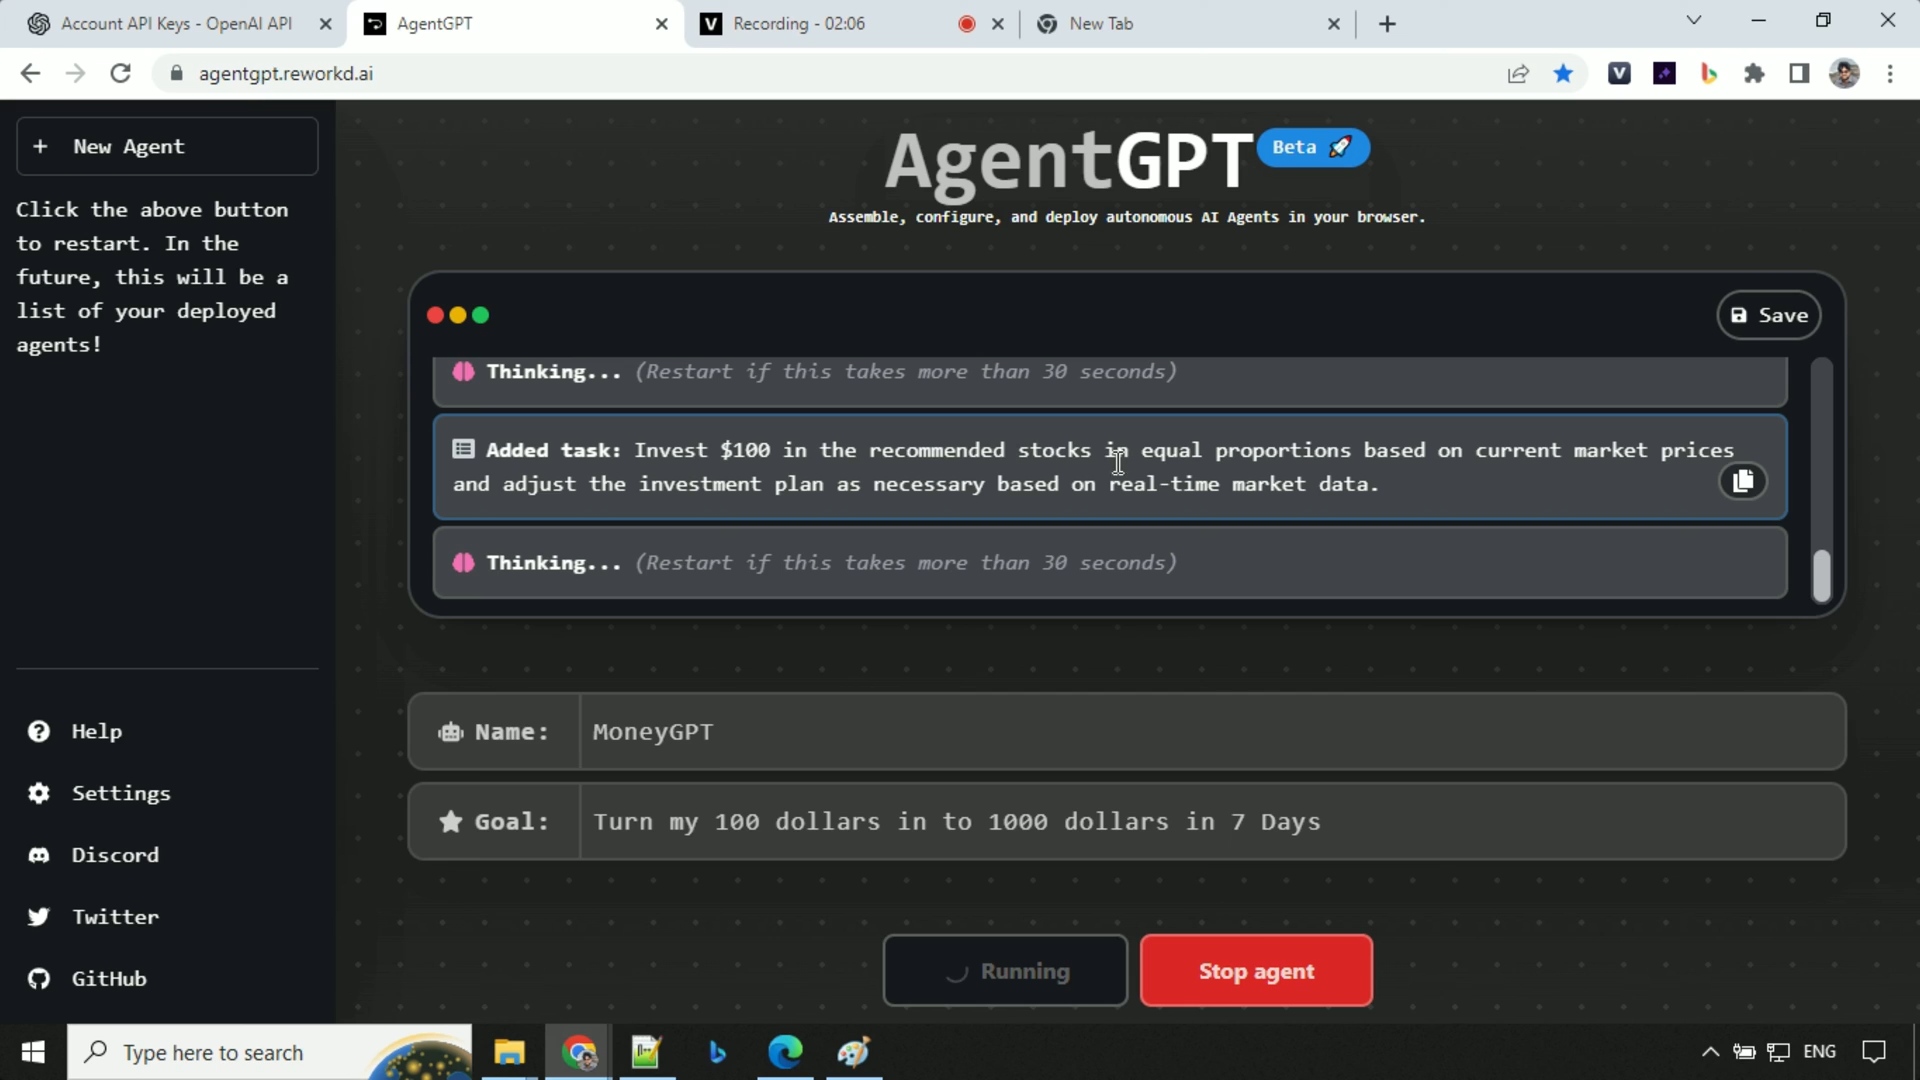 Account API Keys - OpenAI API
AgentGPT
Recording - 02:06
New Tab
agentgpt.reworkd.ai
+ New Agent
Click the above button
to restart. In the
future, this will be a
list of your deployed
agents!
Help
Settings
Discord
Twitter
GitHub
AgentGPT
Beta
Assemble, configure, and deploy autonomous AI Agents in your browser.
Save
Thinking... (Restart if this takes more than 30 seconds)
Added task: Invest $100 in the recommended stocks in equal proportions based on current market prices
and adjust the investment plan as necessary based on real-time market data.
Thinking... (Restart if this takes more than 30 seconds)
Name: MoneyGPT
Goal: Turn my 100 dollars in to 1000 dollars in 7 Days
Running
Stop agent
Type here to search
ENG